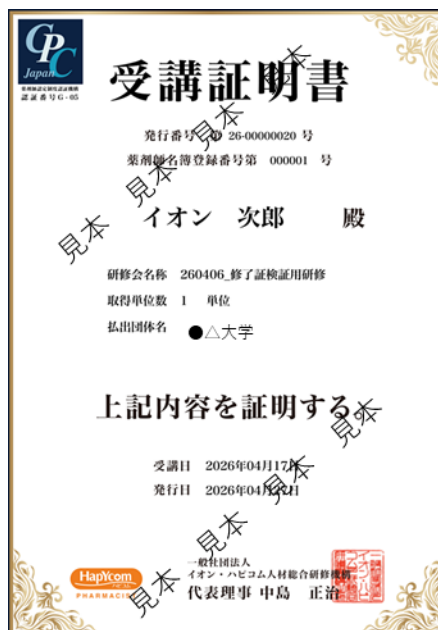 CPC
Japan
薬剤師認定制度認証機構
認証番号 G-05
受講証明書
発行番号 第 26-00000020 号
薬剤師名簿登録番号第 000001 号
イオン 次郎 殿
研修会名称 260406_修了証検証用研修
取得単位数 1 単位
払出団体名 ●△大学
上記内容を証明する。
受講日 2026年04月17日
発行日 2026年04月27日
一般社団法人
イオン・ハピコム人材総合研修機構
代表理事 中島 正治
HapYcom
PHARMACIST
見本
見本
見本
見本
見本
見本
見本
見本
見本